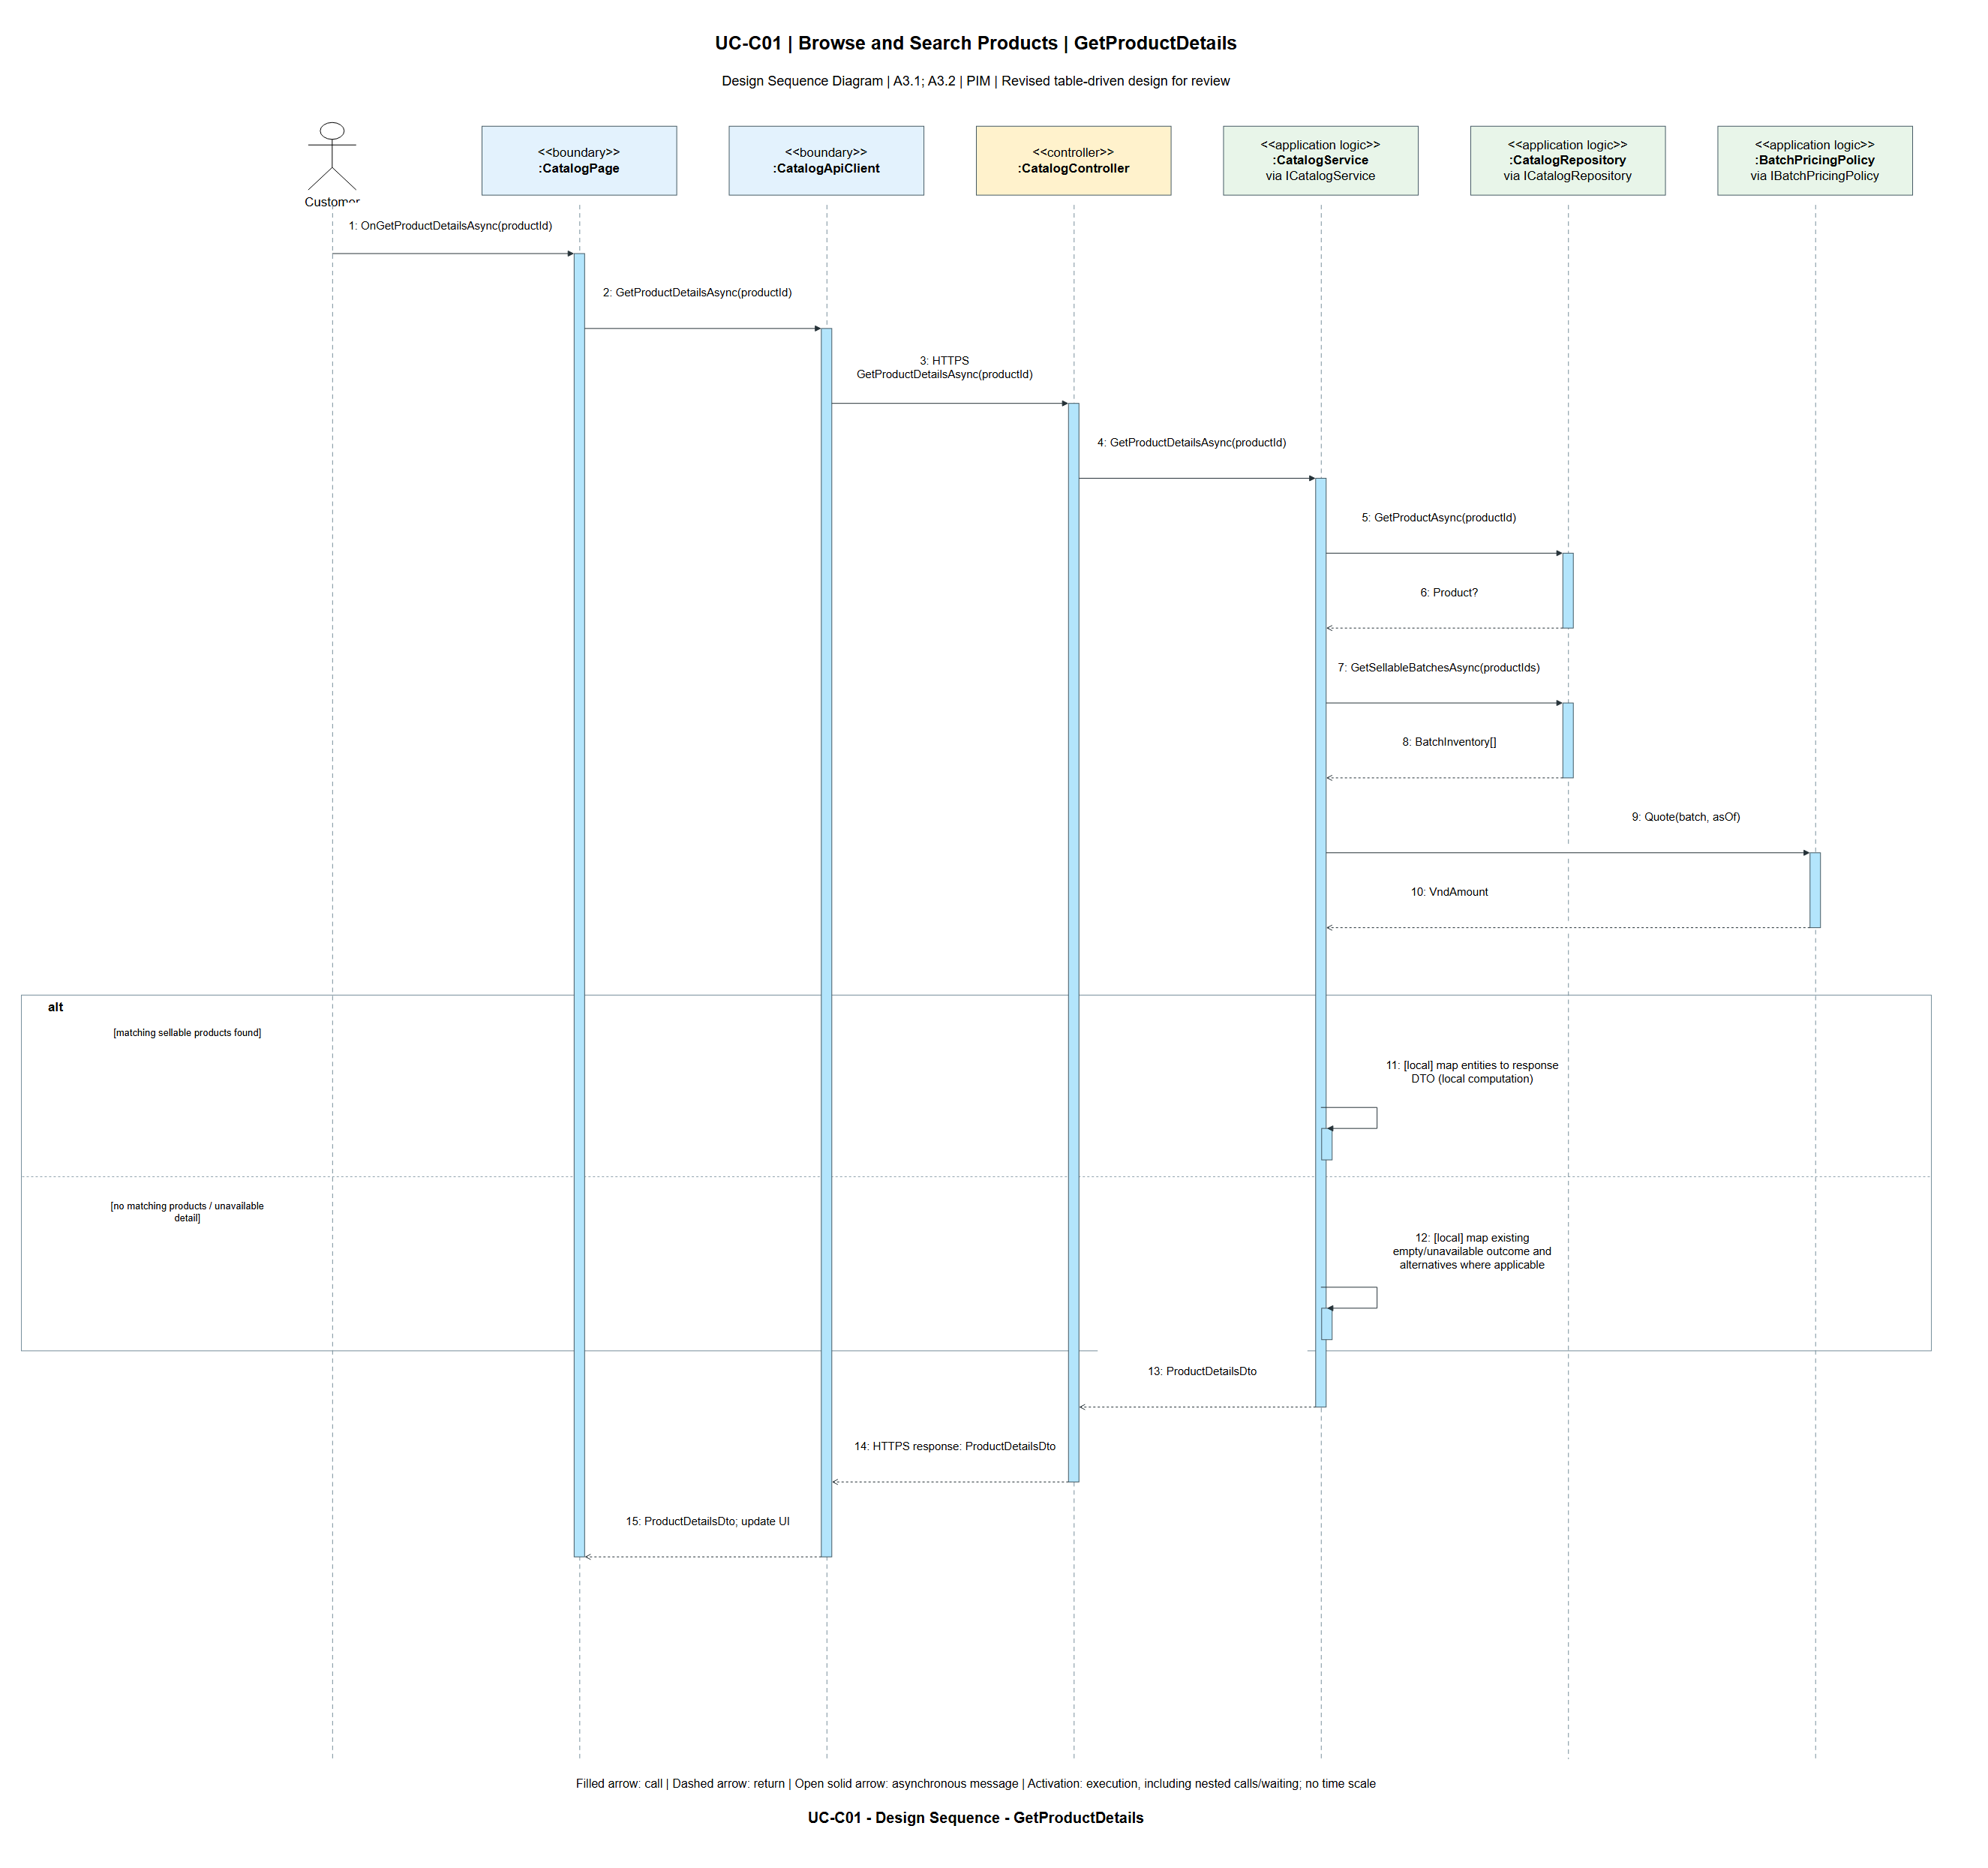 UC-C01 | Browse and Search Products | GetProductDetails
Design Sequence Diagram | A3.1; A3.2 | PIM | Revised table-driven design for review
Customer
<<boundary>>
:CatalogPage
<<boundary>>
:CatalogApiClient
<<controller>>
:CatalogController
<<application logic>>
:CatalogService
via ICatalogService
<<application logic>>
:CatalogRepository
via ICatalogRepository
<<application logic>>
:BatchPricingPolicy
via IBatchPricingPolicy
1: OnGetProductDetailsAsync(productId)
2: GetProductDetailsAsync(productId)
3: HTTPS
GetProductDetailsAsync(productId)
4: GetProductDetailsAsync(productId)
5: GetProductAsync(productId)
6: Product?
7: GetSellableBatchesAsync(productIds)
8: BatchInventory[]
9: Quote(batch, asOf)
10: VndAmount
alt
[matching sellable products found]
11: [local] map entities to response
DTO (local computation)
[no matching products / unavailable
detail]
12: [local] map existing
empty/unavailable outcome and
alternatives where applicable
13: ProductDetailsDto
14: HTTPS response: ProductDetailsDto
15: ProductDetailsDto; update UI
Filled arrow: call | Dashed arrow: return | Open solid arrow: asynchronous message | Activation: execution, including nested calls/waiting; no time scale
UC-C01 - Design Sequence - GetProductDetails